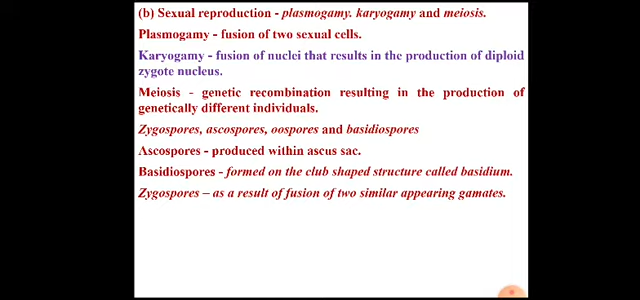 (b) Sexual reproduction - plasmogamy. karyogamy and meiosis.
Plasmogamy - fusion of two sexual cells.
Karyogamy - fusion of nuclei that results in the production of diploid
zygote nucleus.
Meiosis - genetic recombination resulting in the production of
genetically different individuals.
Zygospores, ascospores, oospores and basidiospores
Ascospores - produced within ascus sac.
Basidiospores - formed on the club shaped structure called basidium.
Zygospores – as a result of fusion of two similar appearing gamates.